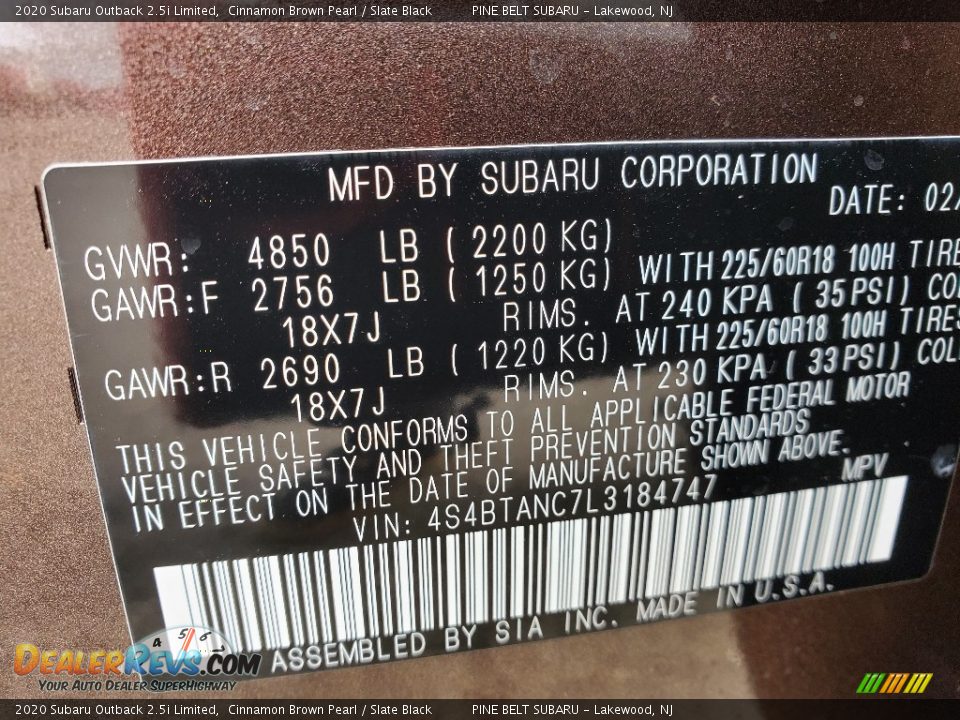 2020 Subaru Outback 2.5i Limited, Cinnamon Brown Pearl / Slate Black PINE BELT SUBARU - Lakewood, NJ
MFD BY SUBARU CORPORATION
DATE: 02/
GVWR: 4850 LB (2200 KG)
GAWR:F 2756 LB (1250 KG) WITH 225/60R18 100H TIRE
18X7J RIMS. AT 240 KPA (35PSI) CO
GAWR:R 2690 LB (1220 KG) WITH 225/60R18 100H TIRES
18X7J RIMS. AT 230 KPA (33PSI) COL
THIS VEHICLE CONFORMS TO ALL APPLICABLE FEDERAL MOTOR
VEHICLE SAFETY AND THEFT PREVENTION STANDARDS
IN EFFECT ON THE DATE OF MANUFACTURE SHOWN ABOVE.
VIN: 4S4BTANC7L3184747 MPV
ASSEMBLED BY SIA INC. MADE IN U.S.A.
4 5 6
DEALERREVS.COM
YOUR AUTO DEALER SUPERHIGHWAY
2020 Subaru Outback 2.5i Limited, Cinnamon Brown Pearl / Slate Black PINE BELT SUBARU - Lakewood, NJ